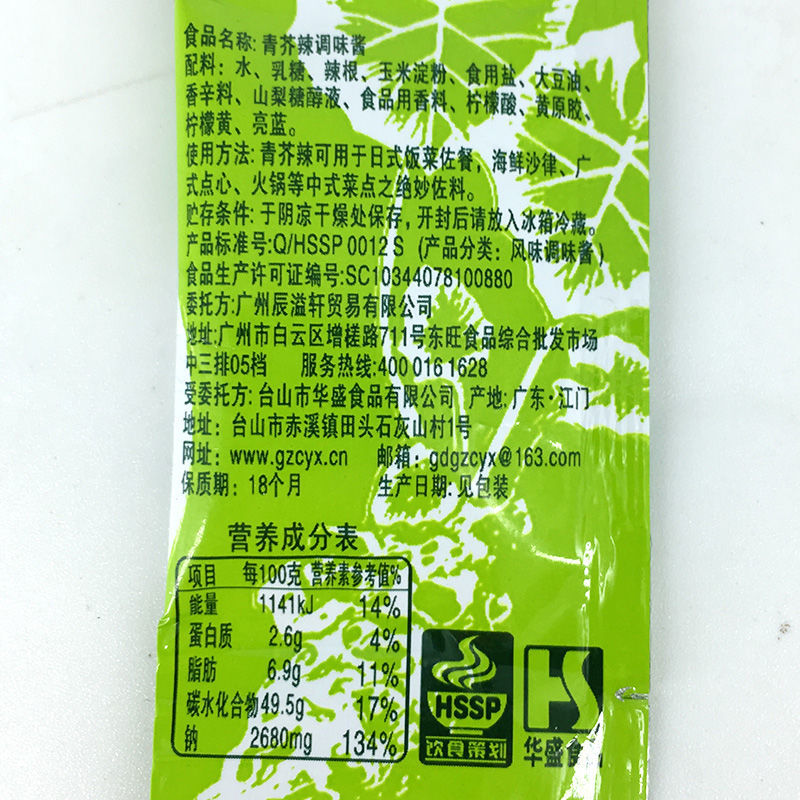 食品名称: 青芥辣调味酱
配料: 水、乳糖、辣根、玉米淀粉、食用盐、大豆油、
香辛料、山梨糖醇液、食品用香料、柠檬酸、黄原胶、
柠檬黄、亮蓝。
使用方法: 青芥辣可用于日式饭菜佐餐，海鲜沙律、广
式点心、火锅等中式菜点之绝妙佐料。
贮存条件: 于阴凉干燥处保存，开封后请放入冰箱冷藏。
产品标准号:Q/HSSP 0012 S (产品分类: 风味调味酱)
食品生产许可证编号:SC10344078100880
委托方:广州辰溢轩贸易有限公司
地址:广州市白云区增槎路711号东旺食品综合批发市场
中三排05档 服务热线:400 016 1628
受委托方: 台山市华盛食品有限公司 产地: 广东·江门
地址: 台山市赤溪镇田头石灰山村1号
网址: www.gzcyx.cn 邮箱: gdgzcyx@163.com
保质期: 18个月 生产日期: 见包装
营养成分表
项目 每100克 营养素参考值%
能量 1141kJ 14%
蛋白质 2.6g 4%
脂肪 6.9g 11%
碳水化合物 49.5g 17%
钠 2680mg 134%
HSSP
饮食策划
HS
华盛食品